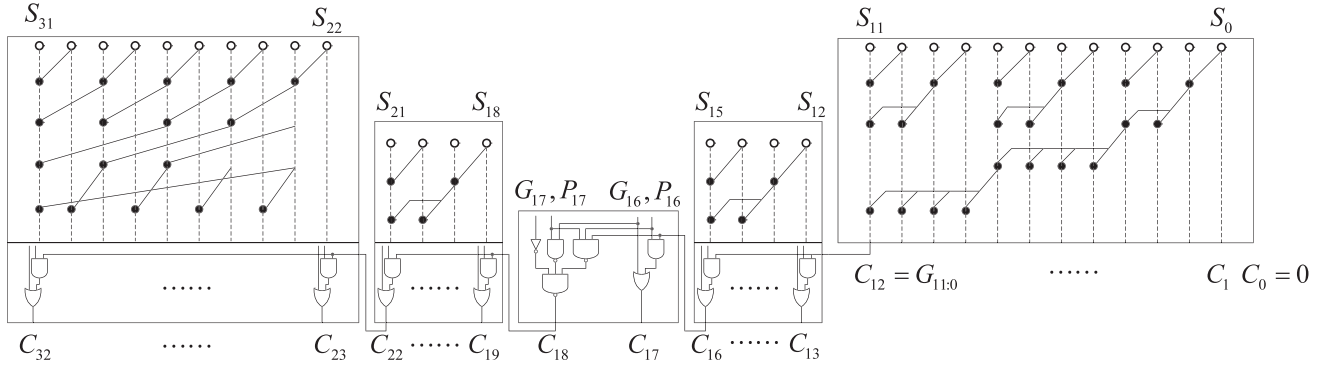 S₃₁ S₂₂ S₁₁ S₀
S₂₁ S₁₈ S₁₅ S₁₂
G₁₇, P₁₇ G₁₆, P₁₆
C₁₂ = G₁₁:₀ ...... C₁ C₀ = 0
...... ...... ......
C₃₂ ...... C₂₃ C₂₂ ...... C₁₉ C₁₈ C₁₇ C₁₆ ...... C₁₃